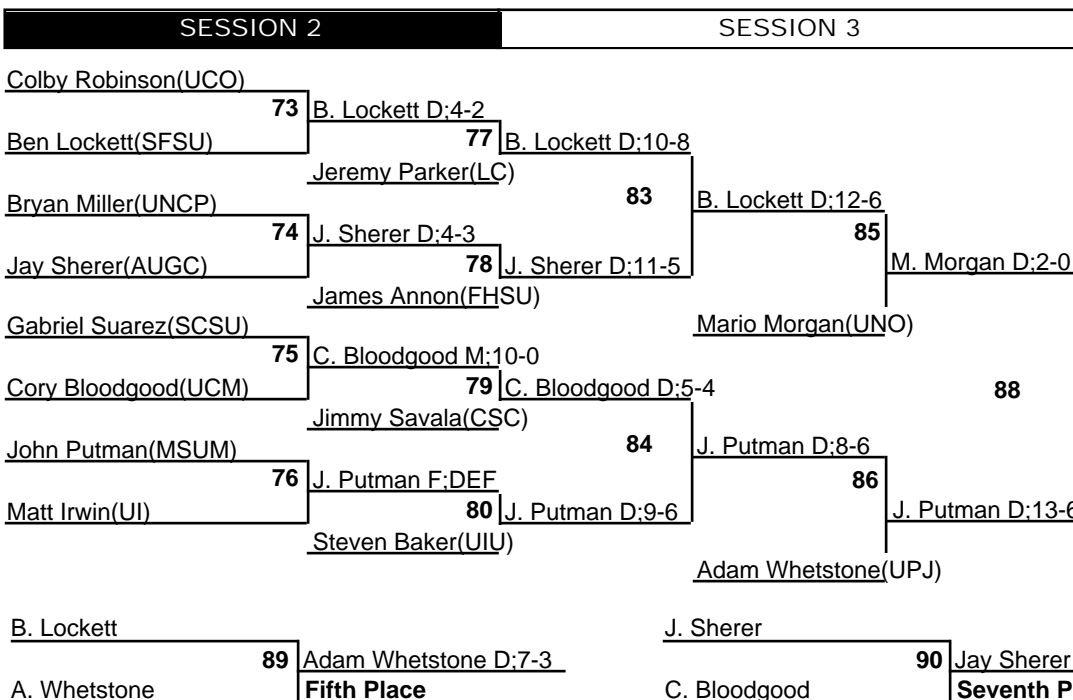 SESSION 2 SESSION 3
Colby Robinson(UCO)
73 B. Lockett D;4-2
Ben Lockett(SFSU) 77 B. Lockett D;10-8
Jeremy Parker(LC)
Bryan Miller(UNCP) 83 B. Lockett D;12-6
74 J. Sherer D;4-3 85
Jay Sherer(AUGC) 78 J. Sherer D;11-5 M. Morgan D;2-0
James Annon(FHSU)
Gabriel Suarez(SCSU) Mario Morgan(UNO)
75 C. Bloodgood M;10-0
Cory Bloodgood(UCM) 79 C. Bloodgood D;5-4 88
Jimmy Savala(CSC)
John Putman(MSUM) 84 J. Putman D;8-6
76 J. Putman F;DEF 86
Matt Irwin(UI) 80 J. Putman D;9-6 J. Putman D;13-6
Steven Baker(UIU)
Adam Whetstone(UPJ)
B. Lockett J. Sherer
89 Adam Whetstone D;7-3 90 Jay Sherer
A. Whetstone Fifth Place C. Bloodgood Seventh P